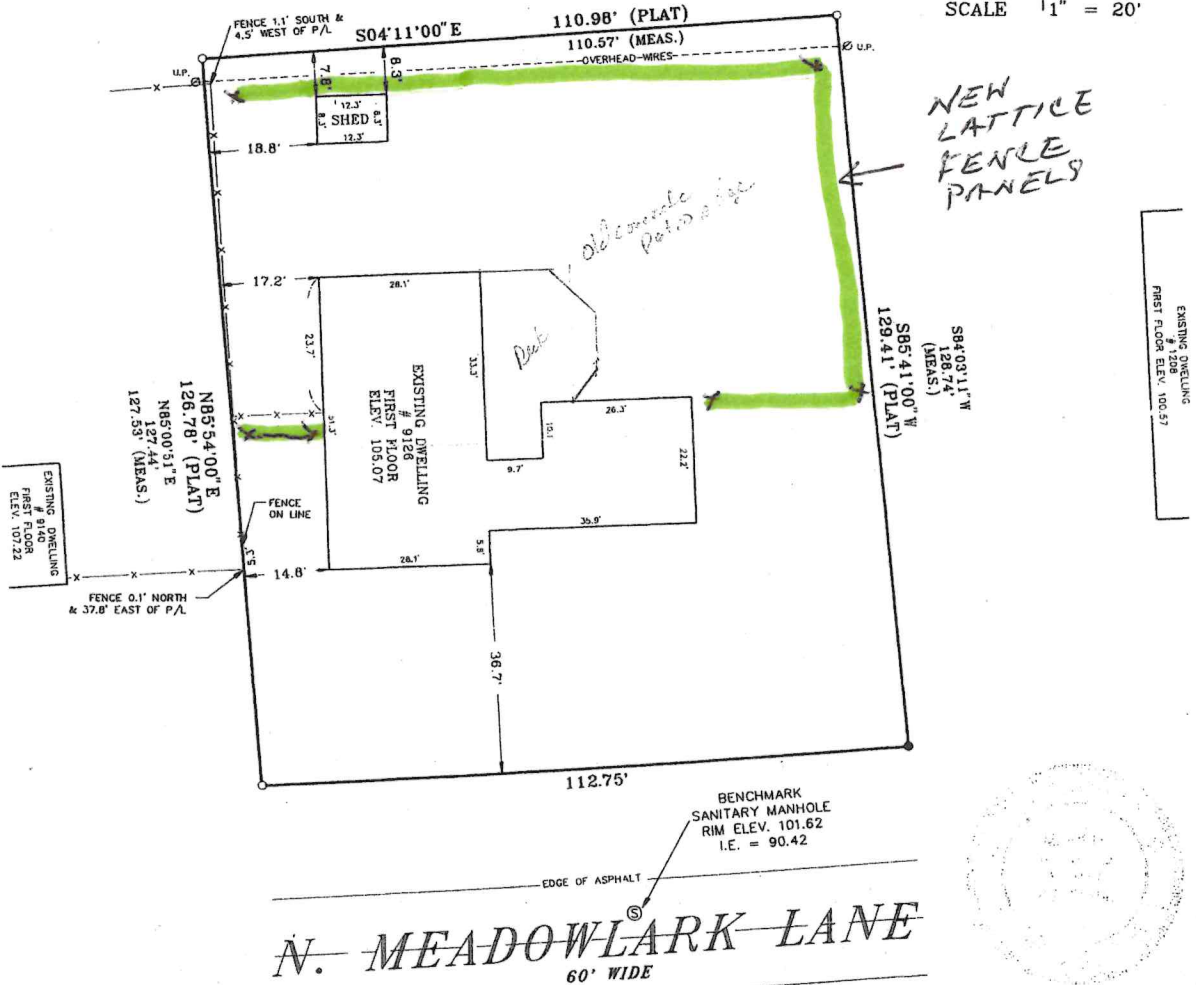 SCALE 1" = 20'
FENCE 1.1' SOUTH &
4.5' WEST OF P/L
S04°11'00"E
110.98' (PLAT)
110.57' (MEAS.)
OVERHEAD WIRES
U.P.
U.P.
7.8'
8.3'
12.3'
8.3'
SHED
8.3'
12.3'
18.8'
NEW
LATTICE
FENCE
PANELS
old concrete
patio edge
17.2'
28.1'
23.7'
33.3'
Deck
EXISTING DWELLING
# 9126
FIRST FLOOR
ELEV. 105.07
51.3'
26.3'
10.1
9.7'
22.2'
35.9'
5.8'
28.1'
S84°03'11"W
128.74'
(MEAS.)
S85°41'00"W
129.41' (PLAT)
EXISTING DWELLING
# 1208
FIRST FLOOR ELEV. 100.57
N85°54'00"E
126.78' (PLAT)
N85°00'51"E
127.44'
127.53' (MEAS.)
EXISTING DWELLING
# 9140
FIRST FLOOR
ELEV. 107.22
FENCE
ON LINE
5.3'
14.8'
FENCE 0.1' NORTH
& 37.8' EAST OF P/L
36.7'
112.75'
BENCHMARK
SANITARY MANHOLE
RIM ELEV. 101.62
I.E. = 90.42
EDGE OF ASPHALT
S
N. MEADOWLARK LANE
60' WIDE